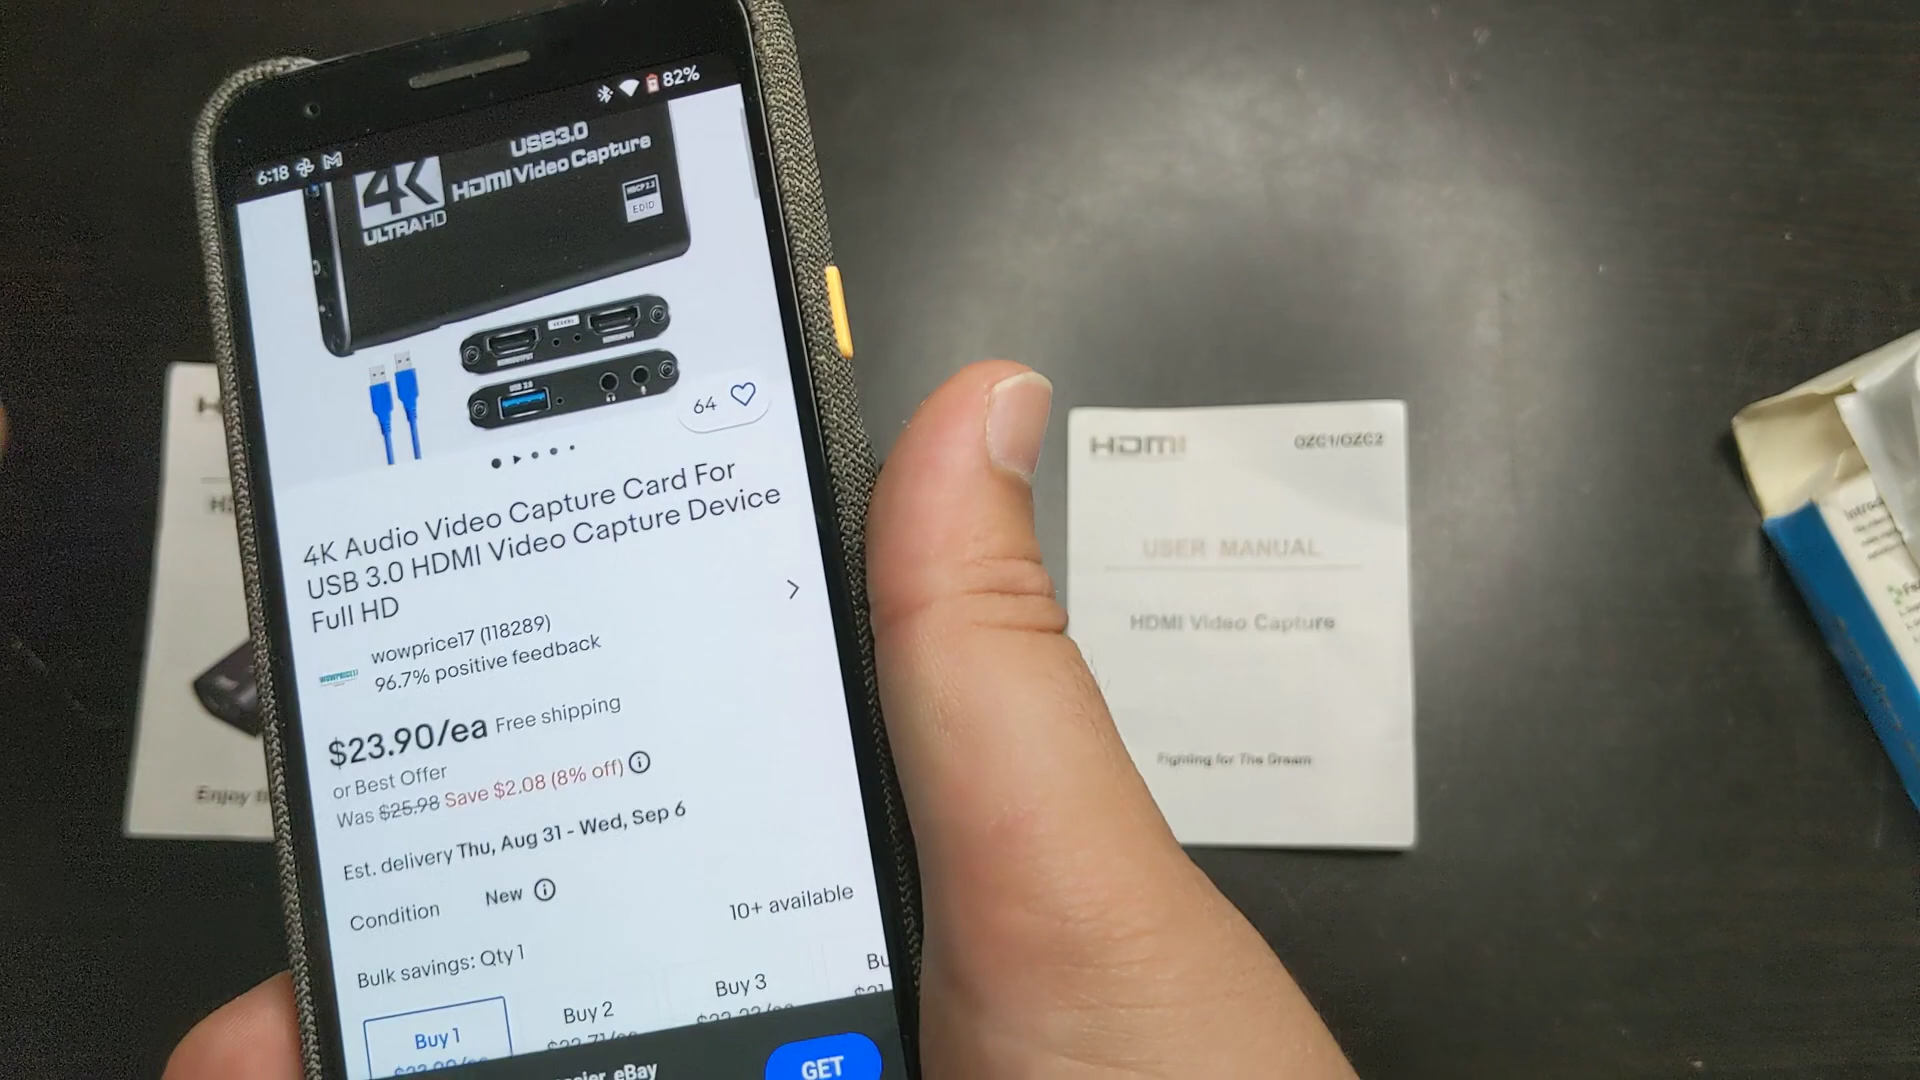 82%
6:18
USB3.0
4K
HDMI Video Capture
ULTRAHD
EDID
USB 3.0
64
4K Audio Video Capture Card For
USB 3.0 HDMI Video Capture Device
Full HD
wowprice17 (118289)
96.7% positive feedback
$23.90/ea Free shipping
or Best Offer
Was $25.98 Save $2.08 (8% off)
Est. delivery Thu, Aug 31 - Wed, Sep 6
Condition New
10+ available
Bulk savings: Qty 1
Buy 1
Buy 2
Buy 3
eBay
GET
HDMI
OZC1/OZC2
USER MANUAL
HDMI Video Capture
Fighting for The Dream
Enjoy